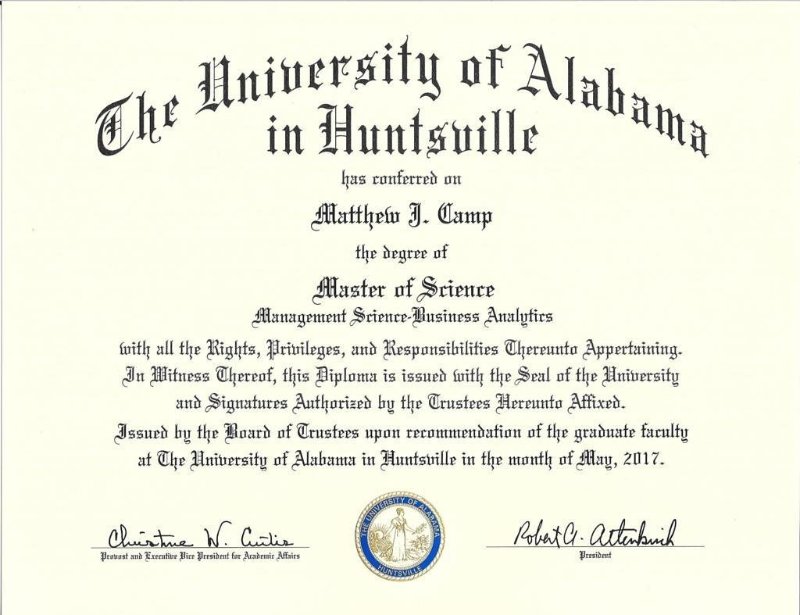 The University of Alabama
in Huntsville
has conferred on
Matthew J. Camp
the degree of
Master of Science
Management Science-Business Analytics
with all the Rights, Privileges, and Responsibilities Thereunto Appertaining.
In Witness Thereof, this Diploma is issued with the Seal of the University
and Signatures Authorized by the Trustees Hereunto Affixed.
Issued by the Board of Trustees upon recommendation of the graduate faculty
at The University of Alabama in Huntsville in the month of May, 2017.
THE UNIVERSITY OF ALABAMA
HUNTSVILLE
Christine W. Curtis
Provost and Executive Vice President for Academic Affairs
Robert A. Altenkirch
President